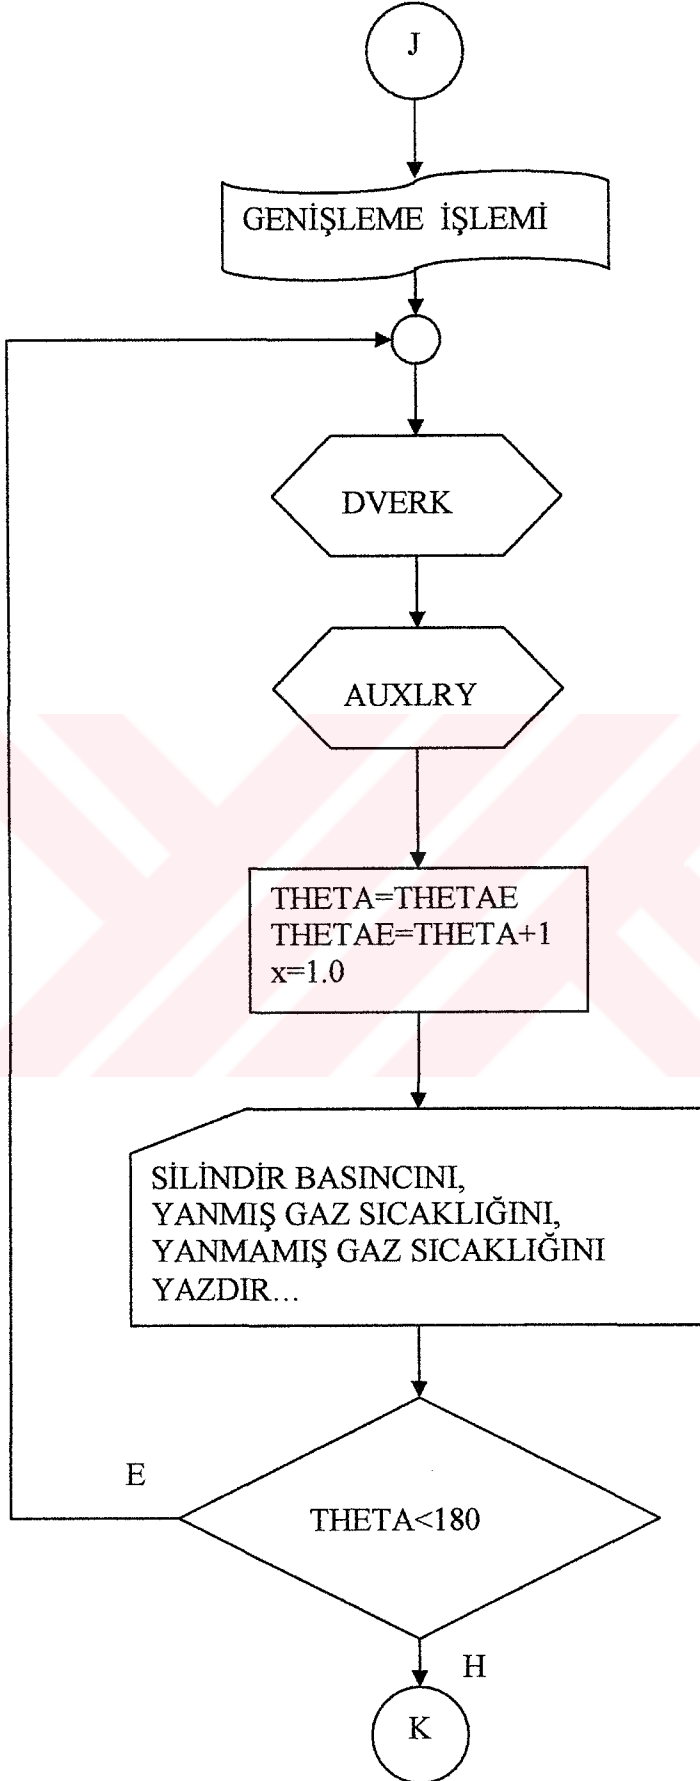 J
GENİŞLEME İŞLEMİ
DVERK
AUXLRY
THETA=THETAE
THETAE=THETA+1
x=1.0
SİLİNDİR BASINCINI,
YANMIŞ GAZ SICAKLIĞINI,
YANMAMIŞ GAZ SICAKLIĞINI
YAZDIR...
E
THETA<180
H
K